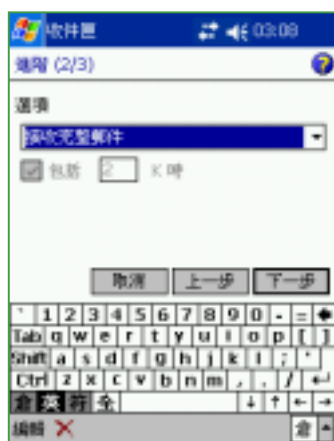 收件匣 03:08
進階 (2/3)
選項
接收完整郵件
包括 2 K 時
取消 上一步 下一步
` 1 2 3 4 5 6 7 8 9 0 - = 
Tab q w e r t y u i o p [ ]
Shift a s d f g h j k l ; '
Ctrl z x c v b n m , . /
倉 英 符 全
編輯 倉